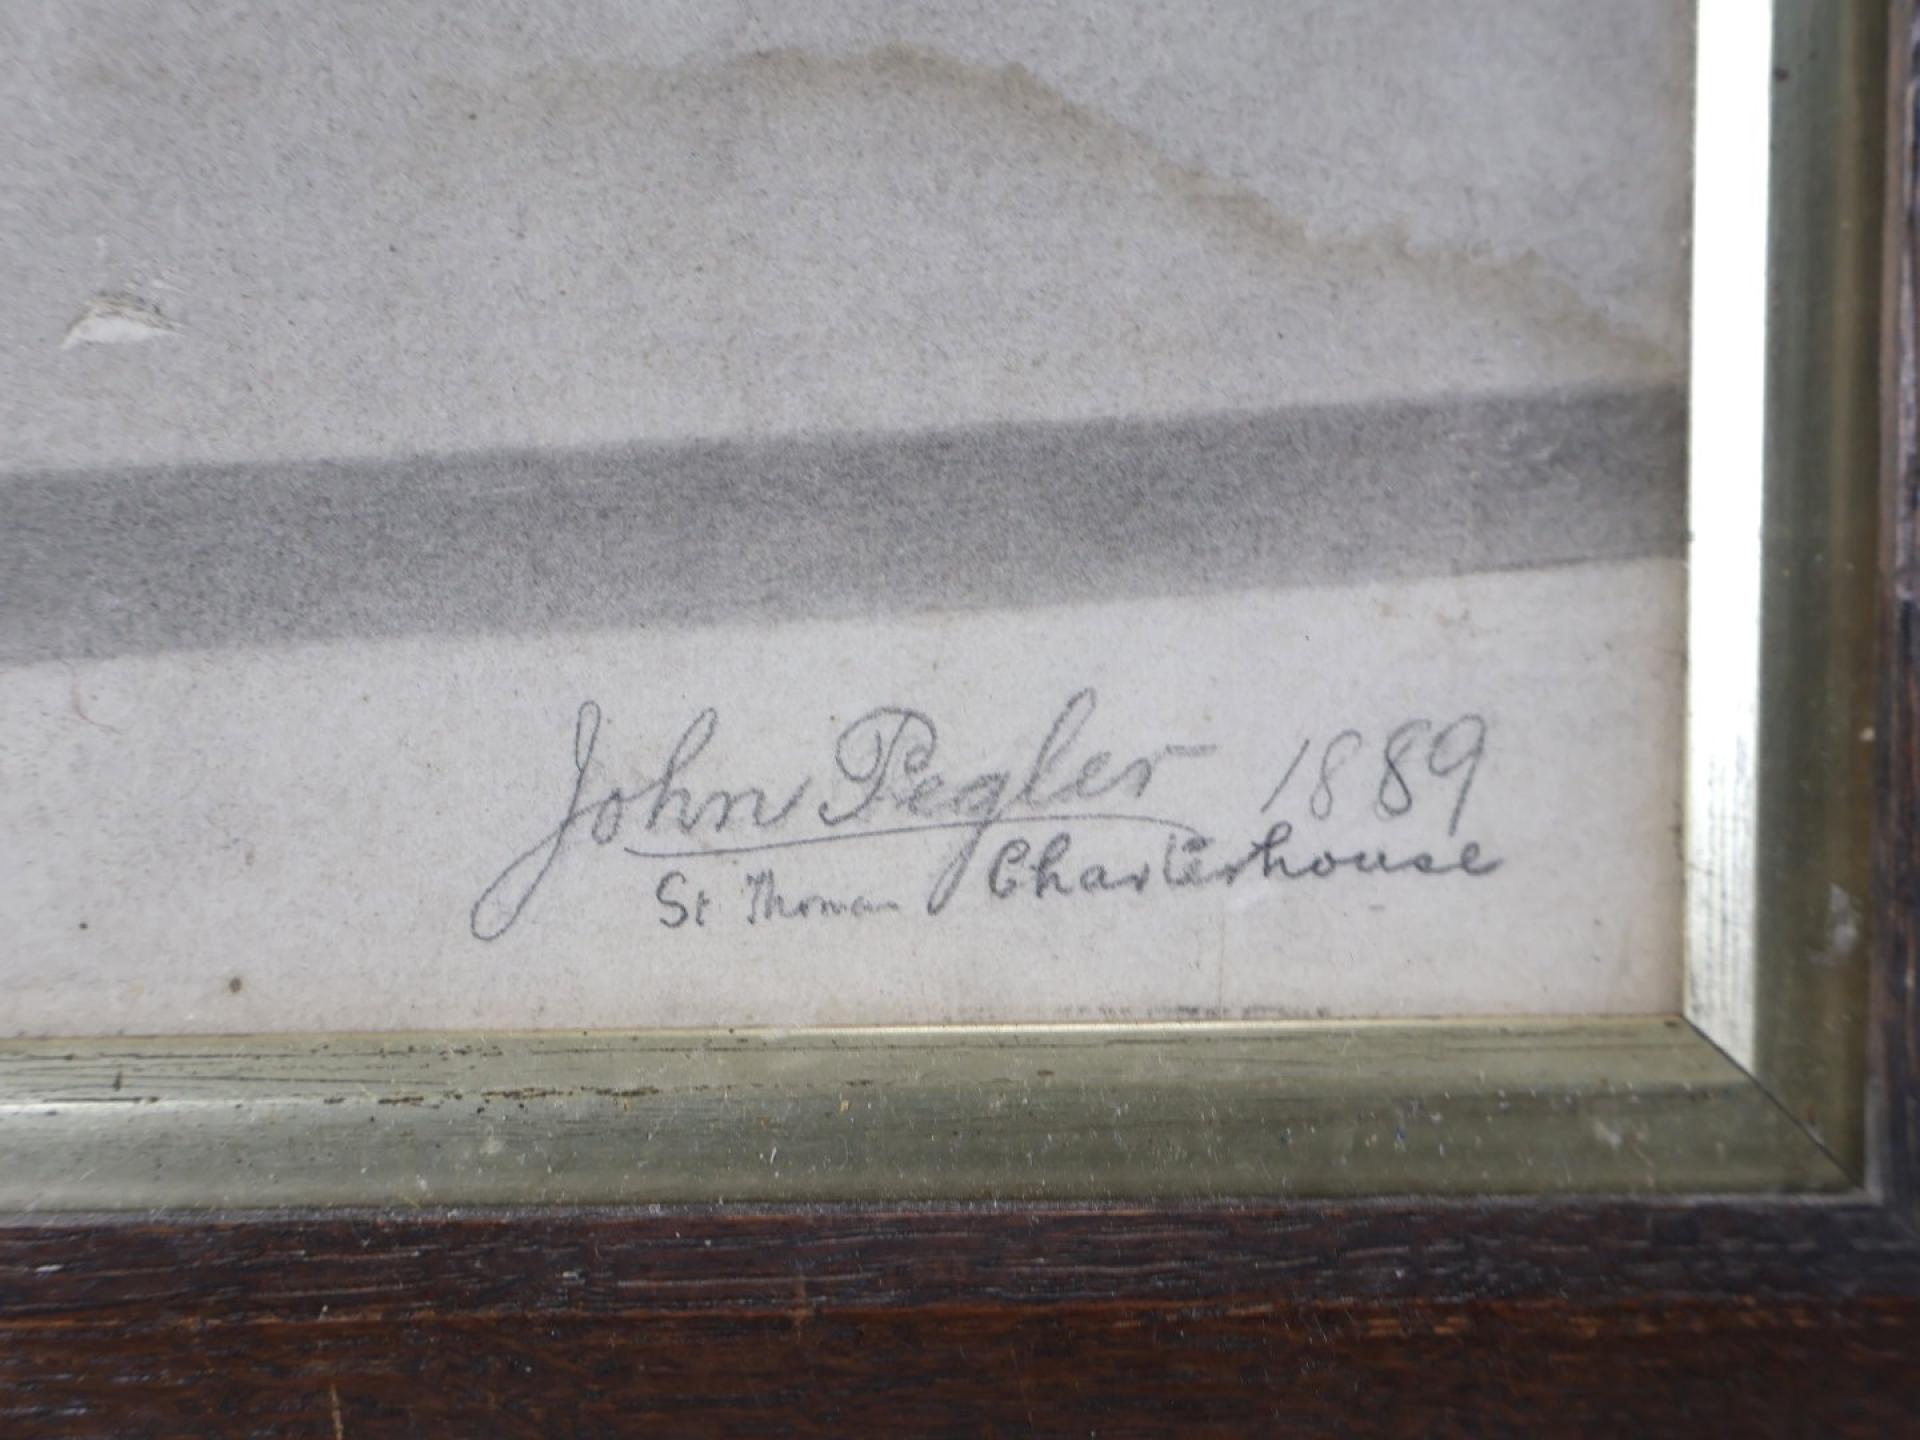 John Pegler 1889
St Thomas Charterhouse